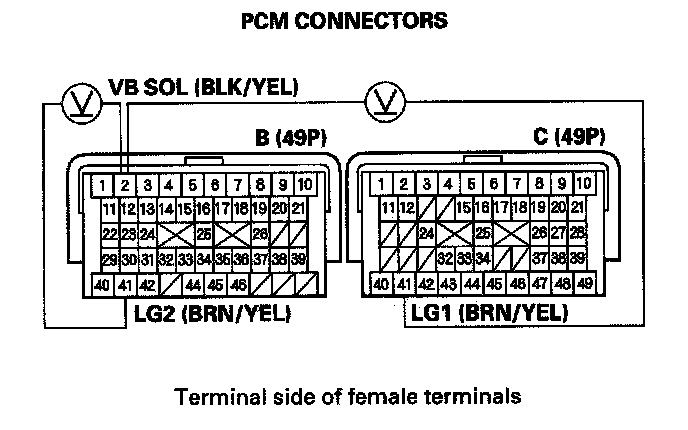 PCM CONNECTORS
V VB SOL (BLK/YEL) V
B (49P) C (49P)
1 2 3 4 5 6 7 8 9 10 1 2 3 4 5 6 7 8 9 10
11 12 13 14 15 16 17 18 19 20 21 11 12 15 16 17 18 19 20 21
22 23 24 25 26 24 25 26 27 28
29 30 31 32 33 34 35 36 37 38 39 32 33 34 37 38 39
40 41 42 44 45 46 40 41 42 43 44 45 46 47 48 49
LG2 (BRN/YEL) LG1 (BRN/YEL)
Terminal side of female terminals